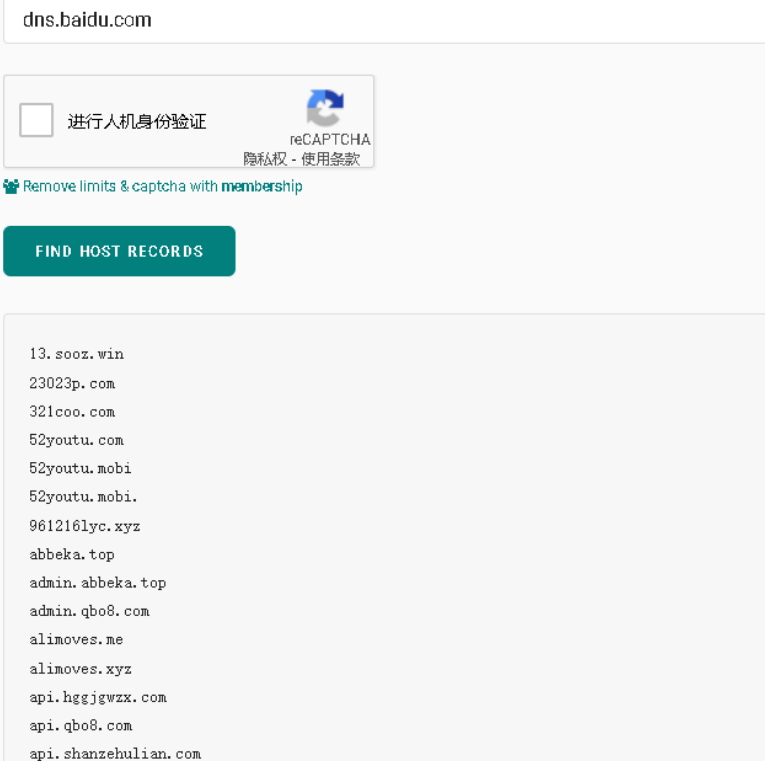 dns.baidu.com
进行人机身份验证
reCAPTCHA
隐私权 - 使用条款
Remove limits & captcha with membership
FIND HOST RECORDS
13.sooz.win
23023p.com
321coo.com
52youtu.com
52youtu.mobi
52youtu.mobi.
961216lyc.xyz
abbeka.top
admin.abbeka.top
admin.qbo8.com
alimoves.me
alimoves.xyz
api.hggjgwzx.com
api.qbo8.com
api.shanzehulian.com